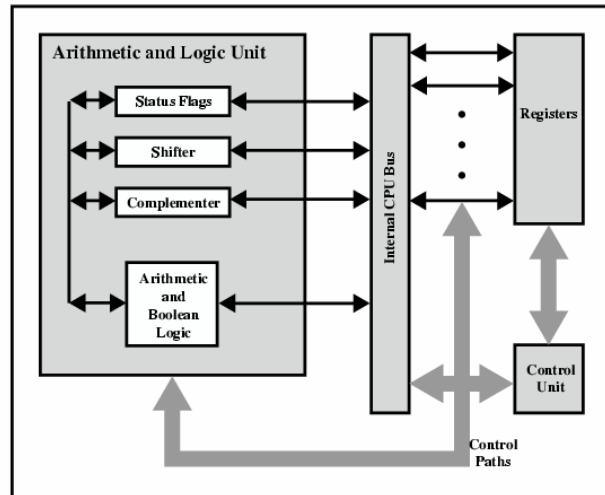 Arithmetic and Logic Unit
Status Flags
Shifter
Complementer
Arithmetic
and
Boolean
Logic
Internal CPU Bus
Registers
Control
Unit
Control
Paths